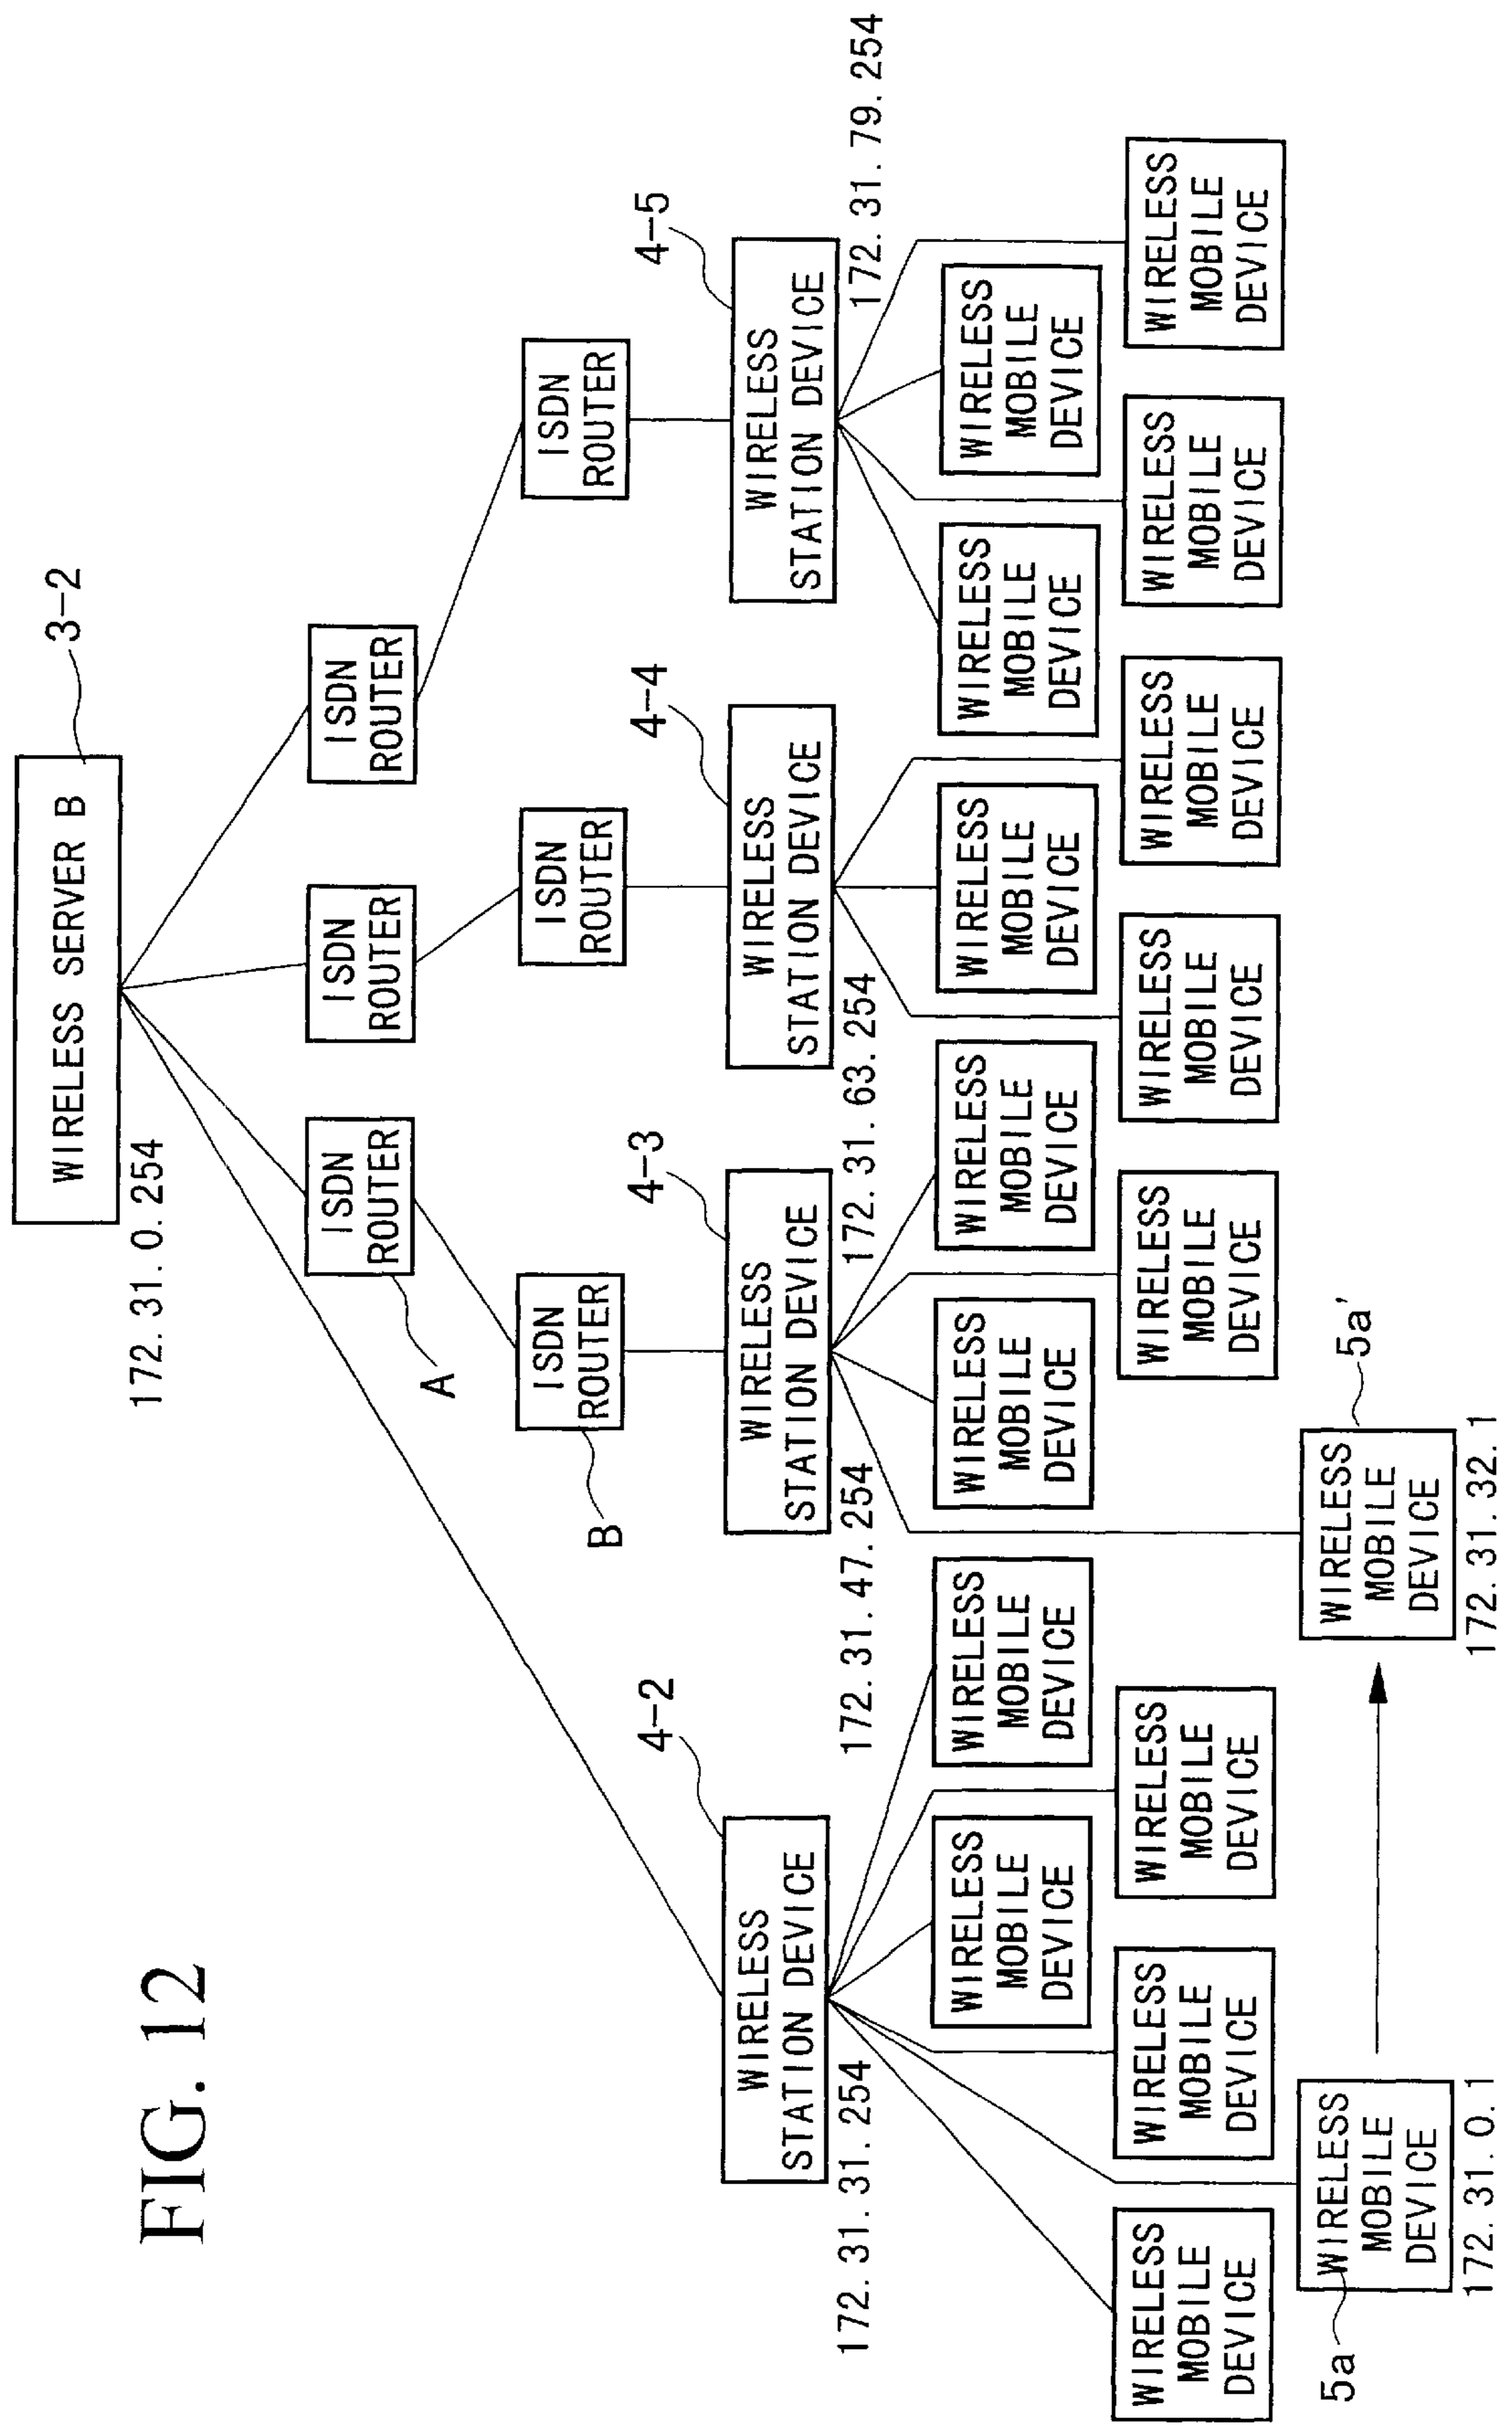 FIG. 12
WIRELESS SERVER B
3-2
172. 31. 0. 254
ISDN
ROUTER
A
ISDN
ROUTER
ISDN
ROUTER
ISDN
ROUTER
B
ISDN
ROUTER
ISDN
ROUTER
WIRELESS
STATION DEVICE
4-2
172. 31. 31. 254
WIRELESS
STATION DEVICE
4-3
172. 31. 47. 254
WIRELESS
STATION DEVICE
4-4
172. 31. 63. 254
WIRELESS
STATION DEVICE
4-5
172. 31. 79. 254
WIRELESS
MOBILE
DEVICE
WIRELESS
MOBILE
DEVICE
WIRELESS
MOBILE
DEVICE
WIRELESS
MOBILE
DEVICE
WIRELESS
MOBILE
DEVICE
WIRELESS
MOBILE
DEVICE
WIRELESS
MOBILE
DEVICE
WIRELESS
MOBILE
DEVICE
WIRELESS
MOBILE
DEVICE
WIRELESS
MOBILE
DEVICE
WIRELESS
MOBILE
DEVICE
WIRELESS
MOBILE
DEVICE
WIRELESS
MOBILE
DEVICE
WIRELESS
MOBILE
DEVICE
WIRELESS
MOBILE
DEVICE
5a
WIRELESS
MOBILE
DEVICE
172. 31. 0. 1
5a'
WIRELESS
MOBILE
DEVICE
172. 31. 32. 1